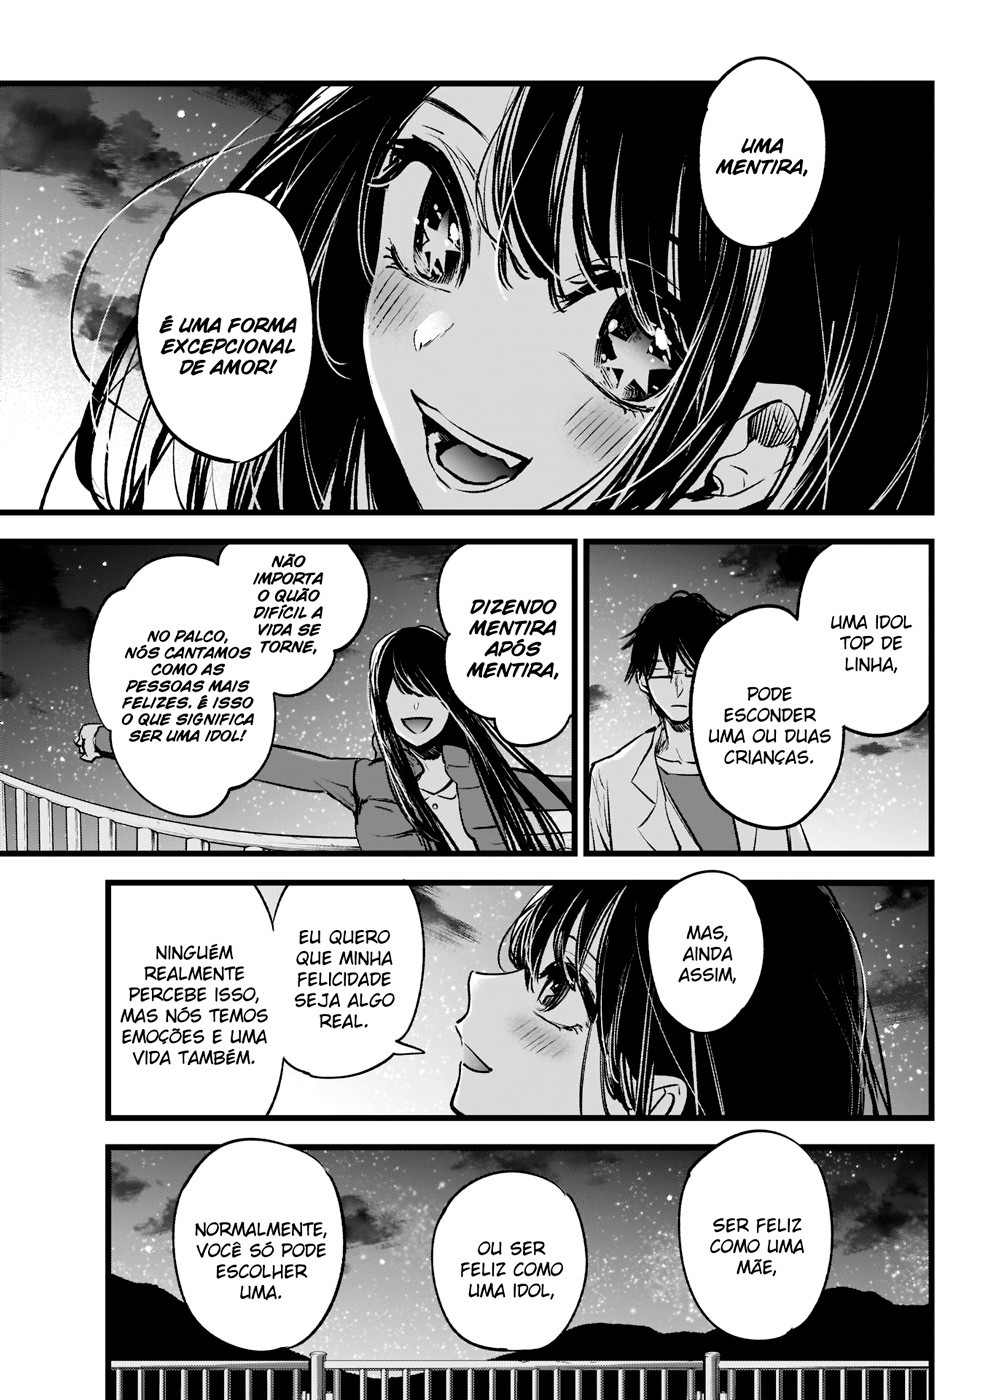 UMA
MENTIRA,
É UMA FORMA
EXCEPCIONAL
DE AMOR!
UMA IDOL
TOP DE
LINHA,
PODE
ESCONDER
UMA OU DUAS
CRIANÇAS.
DIZENDO
MENTIRA
APÓS
MENTIRA,
NÃO
IMPORTA
O QUÃO
DIFÍCIL A
VIDA SE
TORNE,
NO PALCO,
NÓS CANTAMOS
COMO AS
PESSOAS MAIS
FELIZES. É ISSO
O QUE SIGNIFICA
SER UMA IDOL!
MAS,
AINDA
ASSIM,
EU QUERO
QUE MINHA
FELICIDADE
SEJA ALGO
REAL.
NINGUÉM
REALMENTE
PERCEBE ISSO,
MAS NÓS TEMOS
EMOÇÕES E UMA
VIDA TAMBÉM.
SER FELIZ
COMO UMA
MÃE,
OU SER
FELIZ COMO
UMA IDOL,
NORMALMENTE,
VOCÊ SÓ PODE
ESCOLHER
UMA.